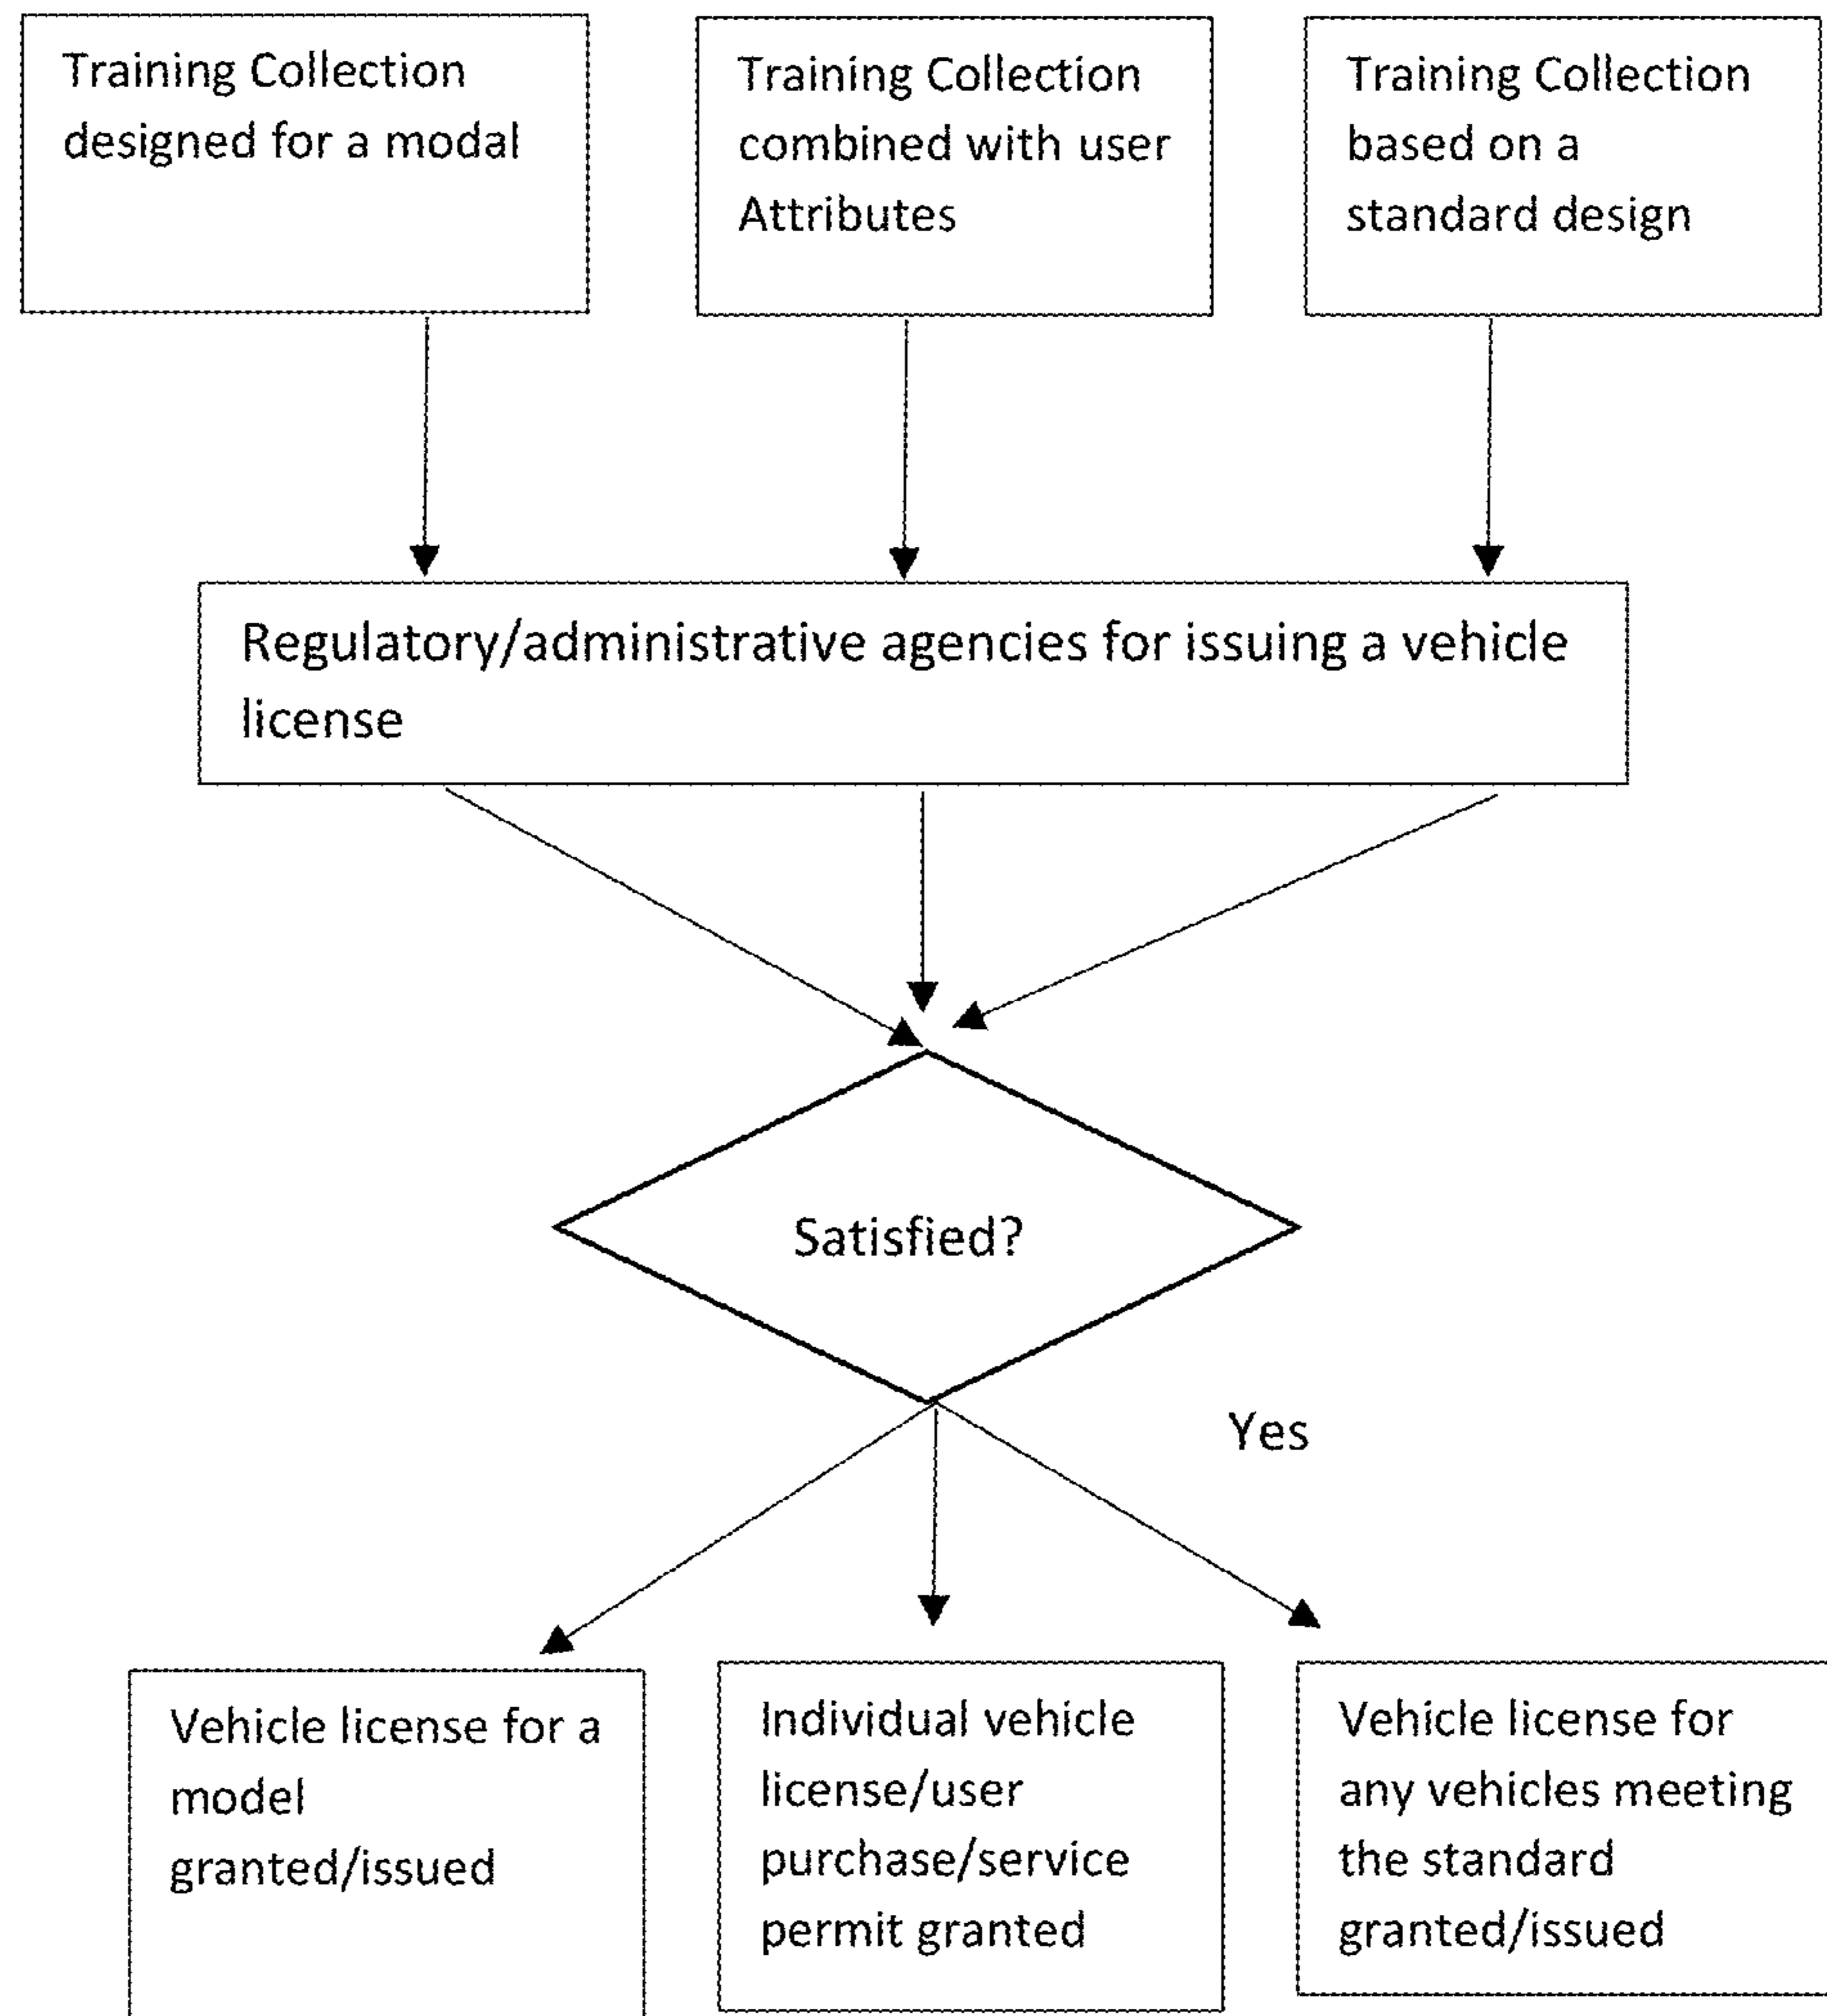 Training Collection
designed for a modal
Training Collection
combined with user
Attributes
Training Collection
based on a
standard design
Regulatory/administrative agencies for issuing a vehicle
license
Satisfied?
Yes
Vehicle license for a
model
granted/issued
Individual vehicle
license/user
purchase/service
permit granted
Vehicle license for
any vehicles meeting
the standard
granted/issued